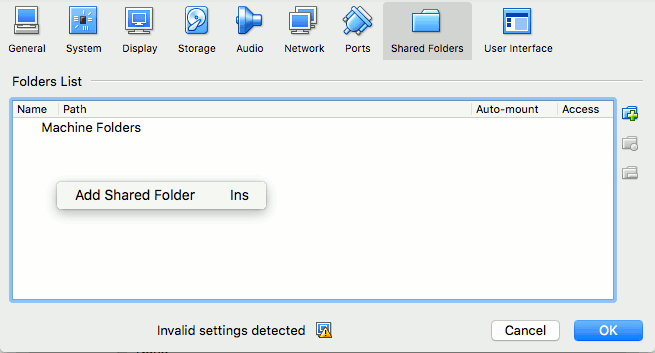 General System Display Storage Audio Network Ports Shared Folders User Interface
Folders List
Name Path Auto-mount Access
Machine Folders
Add Shared Folder Ins
Invalid settings detected Cancel OK